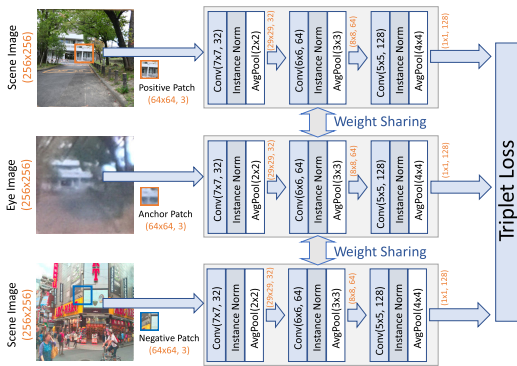 Scene Image
(256x256)
Positive Patch
(64x64, 3)
Conv(7x7, 32)
Instance Norm
AvgPool(2x2)
(29x29, 32)
Conv(6x6, 64)
Instance Norm
AvgPool(3x3)
(8x8, 64)
Conv(5x5, 128)
Instance Norm
AvgPool(4x4)
(1x1, 128)
Weight Sharing
Eye Image
(256x256)
Anchor Patch
(64x64, 3)
Conv(7x7, 32)
Instance Norm
AvgPool(2x2)
(29x29, 32)
Conv(6x6, 64)
Instance Norm
AvgPool(3x3)
(8x8, 64)
Conv(5x5, 128)
Instance Norm
AvgPool(4x4)
(1x1, 128)
Weight Sharing
Scene Image
(256x256)
Negative Patch
(64x64, 3)
Conv(7x7, 32)
Instance Norm
AvgPool(2x2)
(29x29, 32)
Conv(6x6, 64)
Instance Norm
AvgPool(3x3)
(8x8, 64)
Conv(5x5, 128)
Instance Norm
AvgPool(4x4)
(1x1, 128)
Triplet Loss